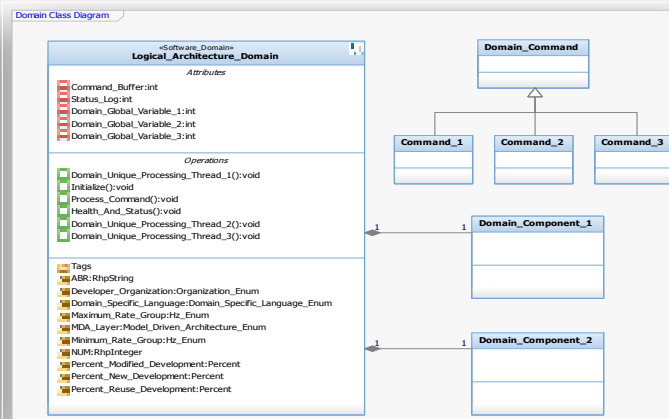 Domain Class Diagram
«Software_Domain»
Logical_Architecture_Domain
Attributes
Command_Buffer:int
Status_Log:int
Domain_Global_Variable_1:int
Domain_Global_Variable_2:int
Domain_Global_Variable_3:int
Operations
Domain_Unique_Processing_Thread_1():void
Initialize():void
Process_Command():void
Health_And_Status():void
Domain_Unique_Processing_Thread_2():void
Domain_Unique_Processing_Thread_3():void
Tags
ABR:RhpString
Developer_Organization:Organization_Enum
Domain_Specific_Language:Domain_Specific_Language_Enum
Maximum_Rate_Group:Hz_Enum
MDA_Layer:Model_Driven_Architecture_Enum
Minimum_Rate_Group:Hz_Enum
NUM:RhpInteger
Percent_Modified_Development:Percent
Percent_New_Development:Percent
Percent_Reuse_Development:Percent
Domain_Command
Command_1
Command_2
Command_3
1
1
Domain_Component_1
1
1
Domain_Component_2